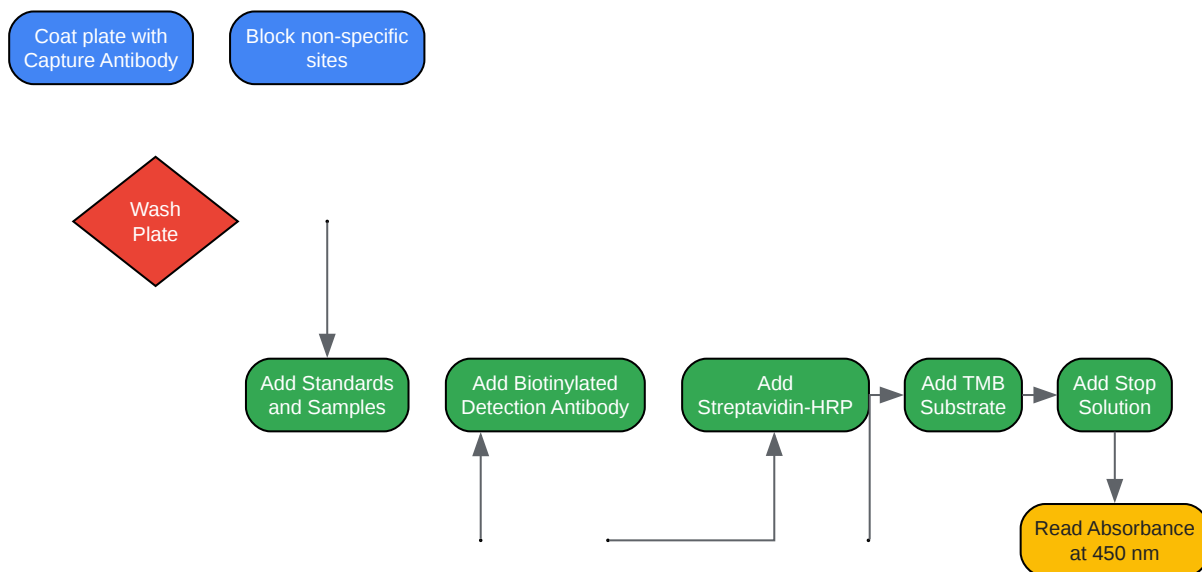 Coat plate with
Capture Antibody
Block non-specific
sites
Wash
Plate
Add Standards
and Samples
Add Biotinylated
Detection Antibody
Add
Streptavidin-HRP
Add TMB
Substrate
Add Stop
Solution
Read Absorbance
at 450 nm